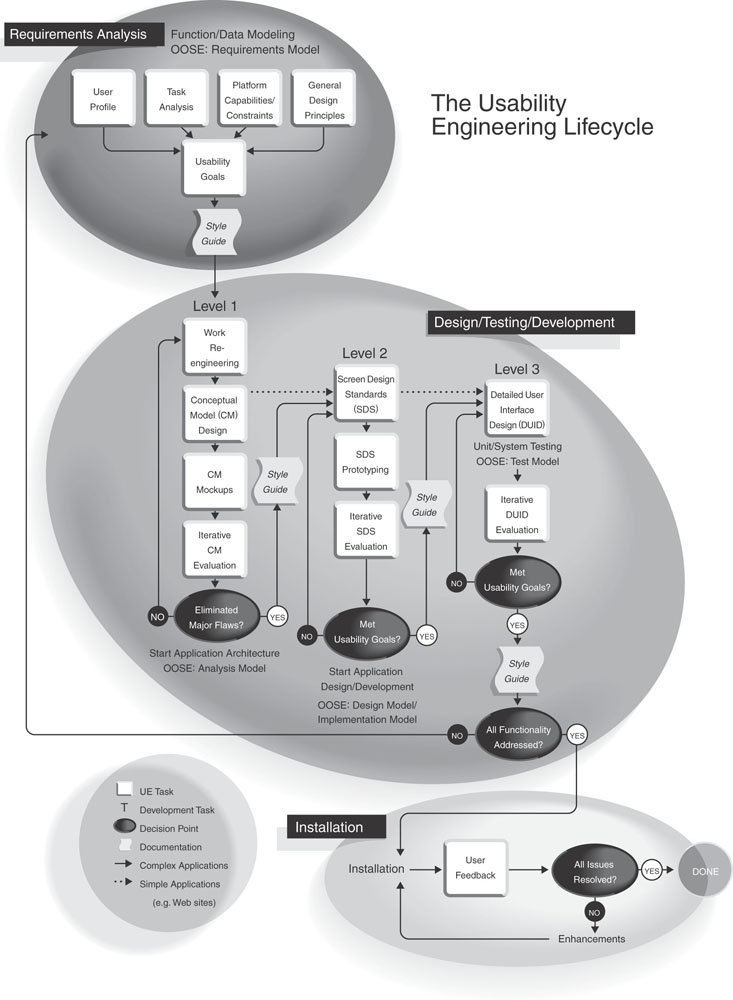 Requirements Analysis
Function/Data Modeling
OOSE: Requirements Model
The Usability
Engineering Lifecycle
User
Profile
Task
Analysis
Platform
Capabilities/
Constraints
General
Design
Principles
Usability
Goals
Style
Guide
Design/Testing/Development
Level 1
Work
Re-
engineering
Conceptual
Model (CM)
Design
CM
Mockups
Iterative
CM
Evaluation
Eliminated
Major Flaws?
NO
YES
Start Application Architecture
OOSE: Analysis Model
Style
Guide
Level 2
Screen Design
Standards
(SDS)
SDS
Prototyping
Iterative
SDS
Evaluation
Met
Usability Goals?
NO
YES
Start Application
Design/Development
OOSE: Design Model/
Implementation Model
Style
Guide
Level 3
Detailed User
Interface
Design (DUID)
Unit/System Testing
OOSE: Test Model
Iterative
DUID
Evaluation
Met
Usability Goals?
NO
YES
Style
Guide
All Functionality
Addressed?
NO
YES
UE Task
T Development Task
Decision Point
Documentation
Complex Applications
Simple Applications
(e.g. Web sites)
Installation
Installation
User
Feedback
All Issues
Resolved?
YES
DONE
NO
Enhancements